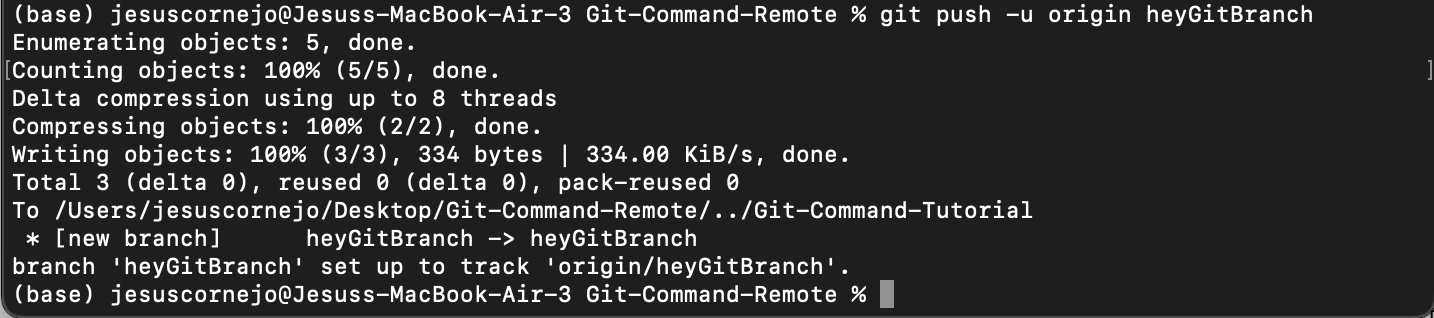 (base) jesuscornejo@Jesuss-MacBook-Air-3 Git-Command-Remote % git push -u origin heyGitBranch
Enumerating objects: 5, done.
[Counting objects: 100% (5/5), done. ]
Delta compression using up to 8 threads
Compressing objects: 100% (2/2), done.
Writing objects: 100% (3/3), 334 bytes | 334.00 KiB/s, done.
Total 3 (delta 0), reused 0 (delta 0), pack-reused 0
To /Users/jesuscornejo/Desktop/Git-Command-Remote/../Git-Command-Tutorial
 * [new branch]      heyGitBranch -> heyGitBranch
branch 'heyGitBranch' set up to track 'origin/heyGitBranch'.
(base) jesuscornejo@Jesuss-MacBook-Air-3 Git-Command-Remote %